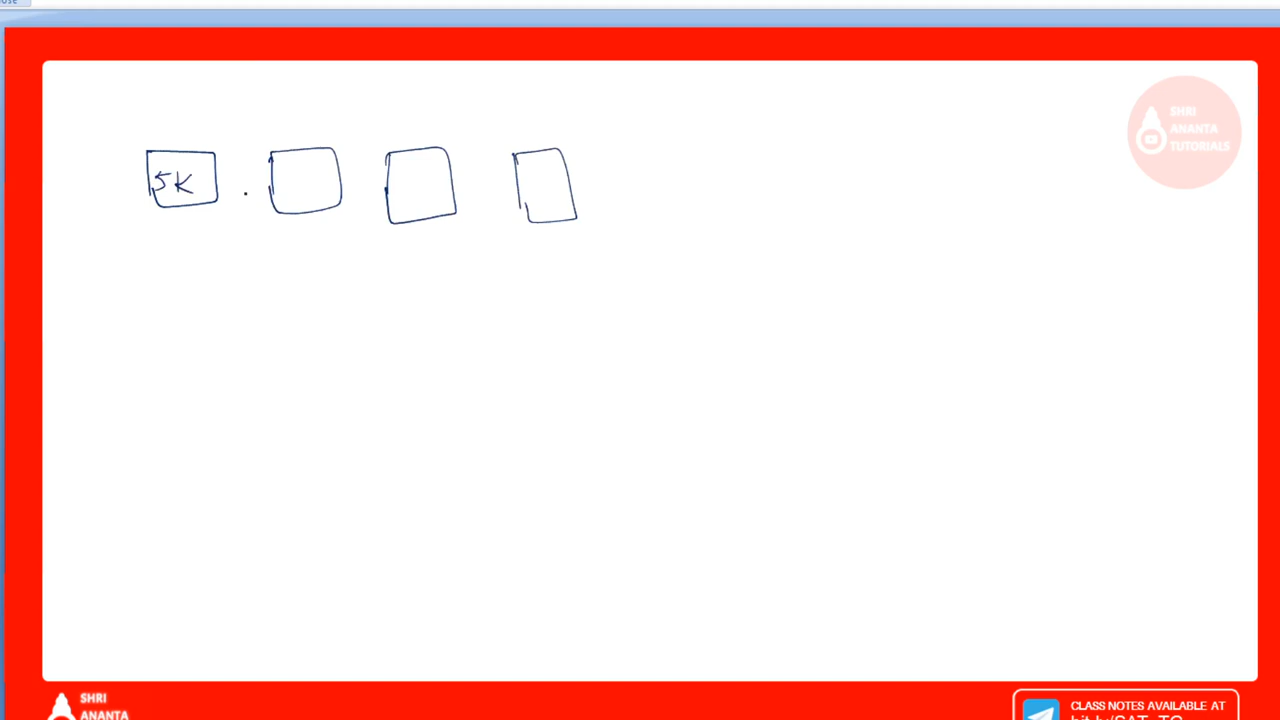 SHRI
ANANTA
TUTORIALS
5K
SHRI
ANANTA
CLASS NOTES AVAILABLE AT